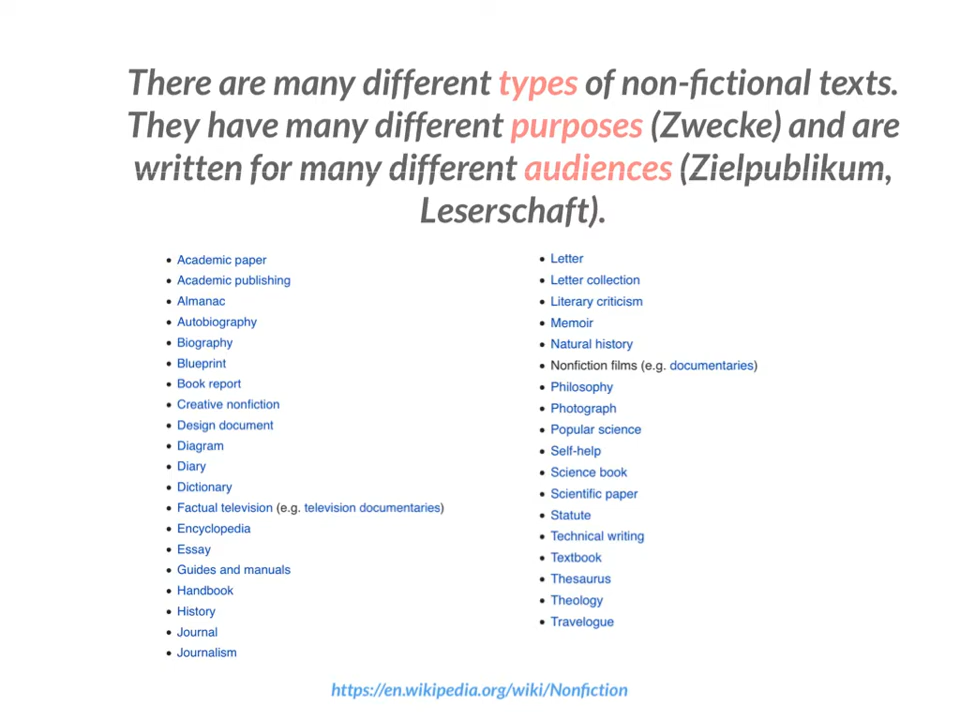 There are many different types of non-fictional texts.
They have many different purposes (Zwecke) and are
written for many different audiences (Zielpublikum,
Leserschaft).
• Academic paper
• Academic publishing
• Almanac
• Autobiography
• Biography
• Blueprint
• Book report
• Creative nonfiction
• Design document
• Diagram
• Diary
• Dictionary
• Factual television (e.g. television documentaries)
• Encyclopedia
• Essay
• Guides and manuals
• Handbook
• History
• Journal
• Journalism
• Letter
• Letter collection
• Literary criticism
• Memoir
• Natural history
• Nonfiction films (e.g. documentaries)
• Philosophy
• Photograph
• Popular science
• Self-help
• Science book
• Scientific paper
• Statute
• Technical writing
• Textbook
• Thesaurus
• Theology
• Travelogue
https://en.wikipedia.org/wiki/Nonfiction